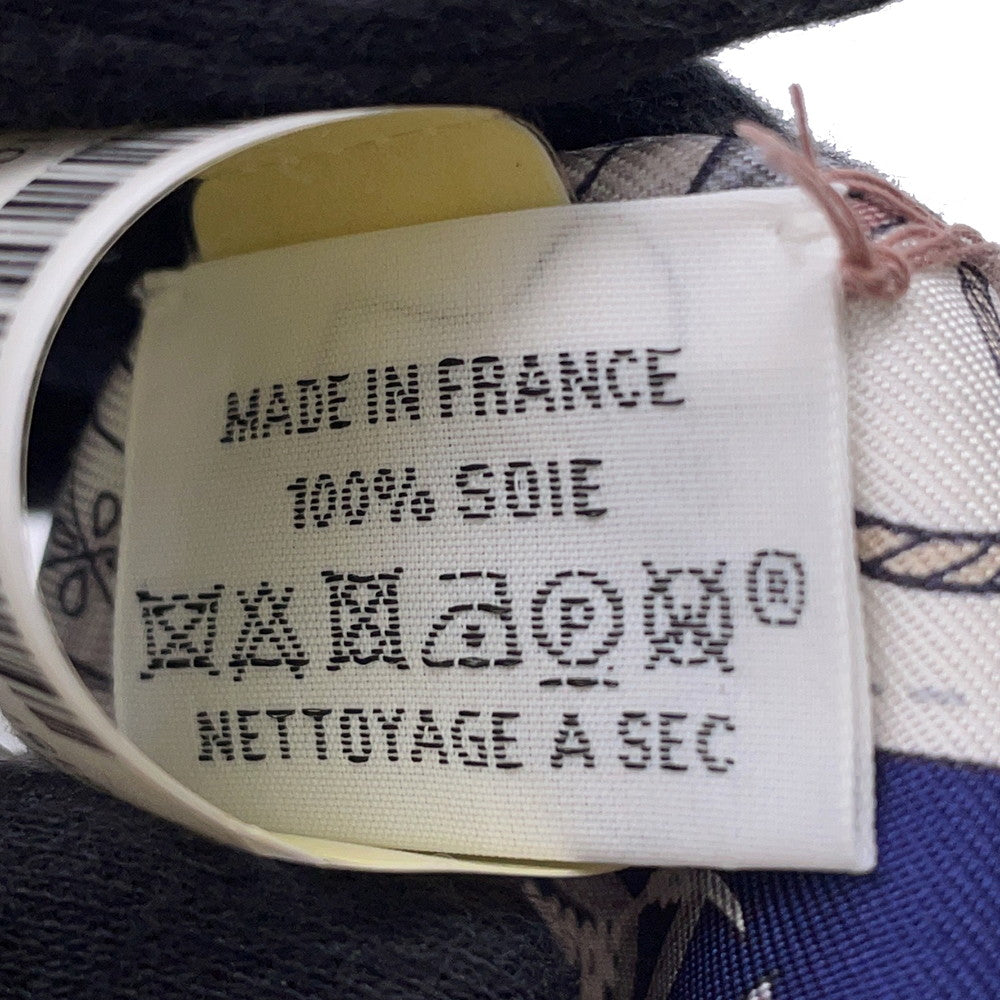 MADE IN FRANCE
100% SOIE
P ®
NETTOYAGE A SEC